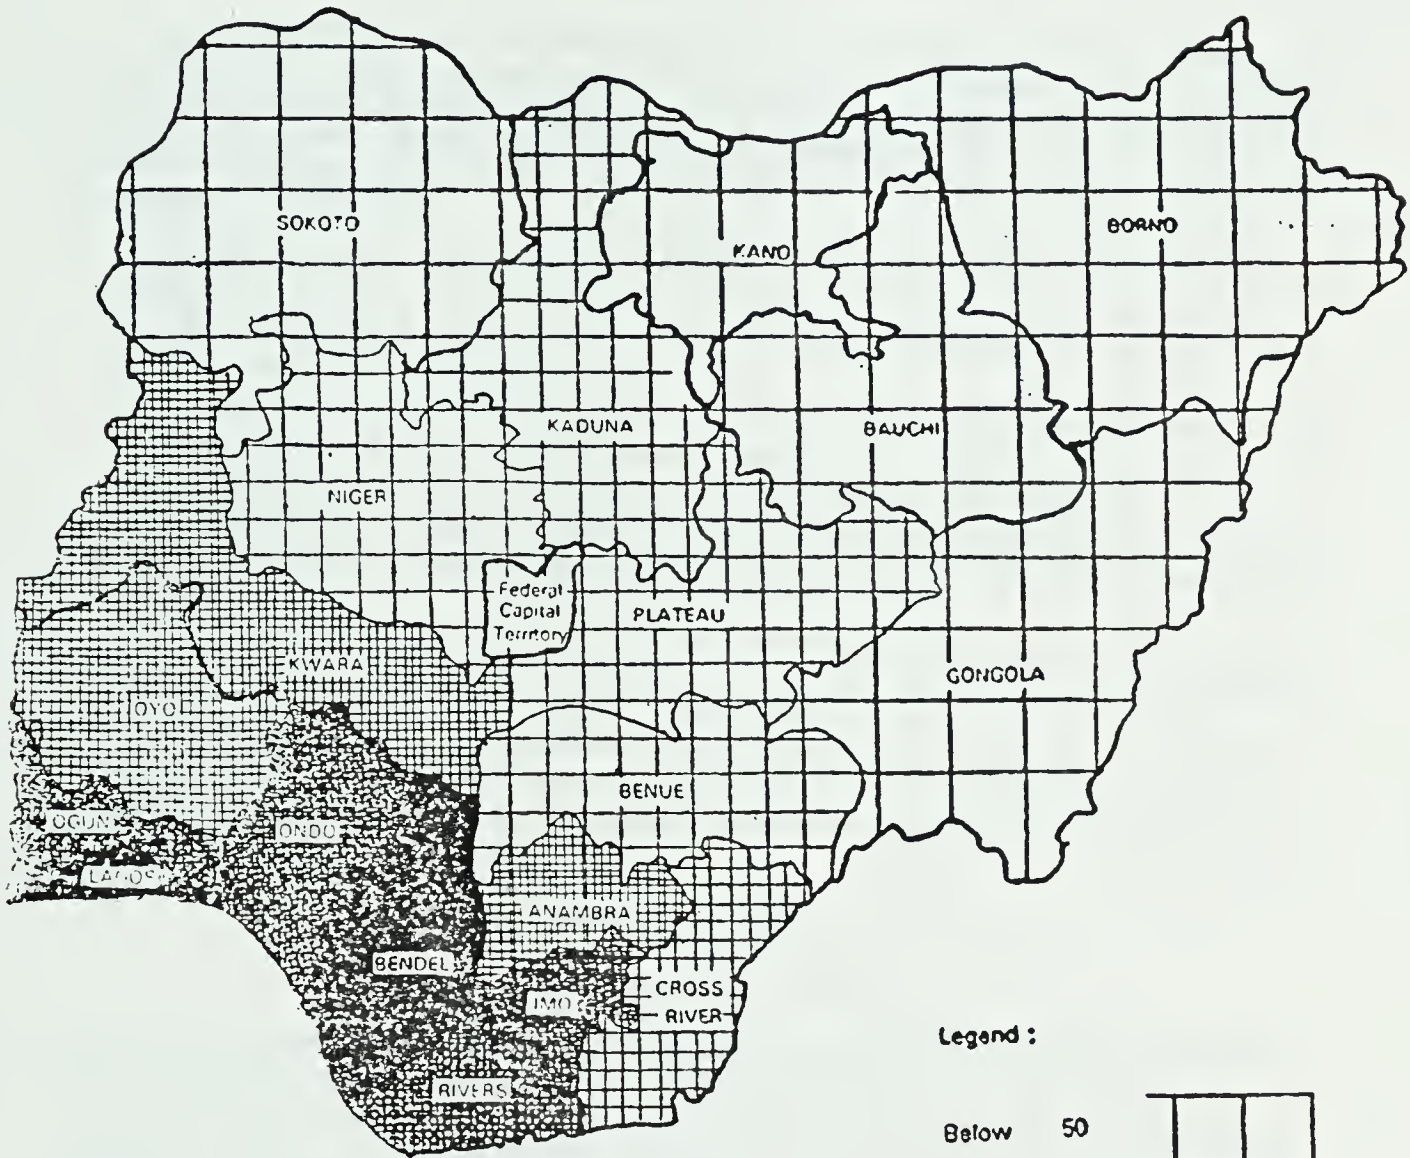 SOKOTO
BORNO
KANO
KADUNA
BAUCHI
NIGER
Federal
Capital
Territory
PLATEAU
KWARA
GONGOLA
OYO
BENUE
OGUN
ONDO
LAGOS
ANAMBRA
BENDEL
CROSS
RIVER
IMO
RIVERS
Legend :
Below 50